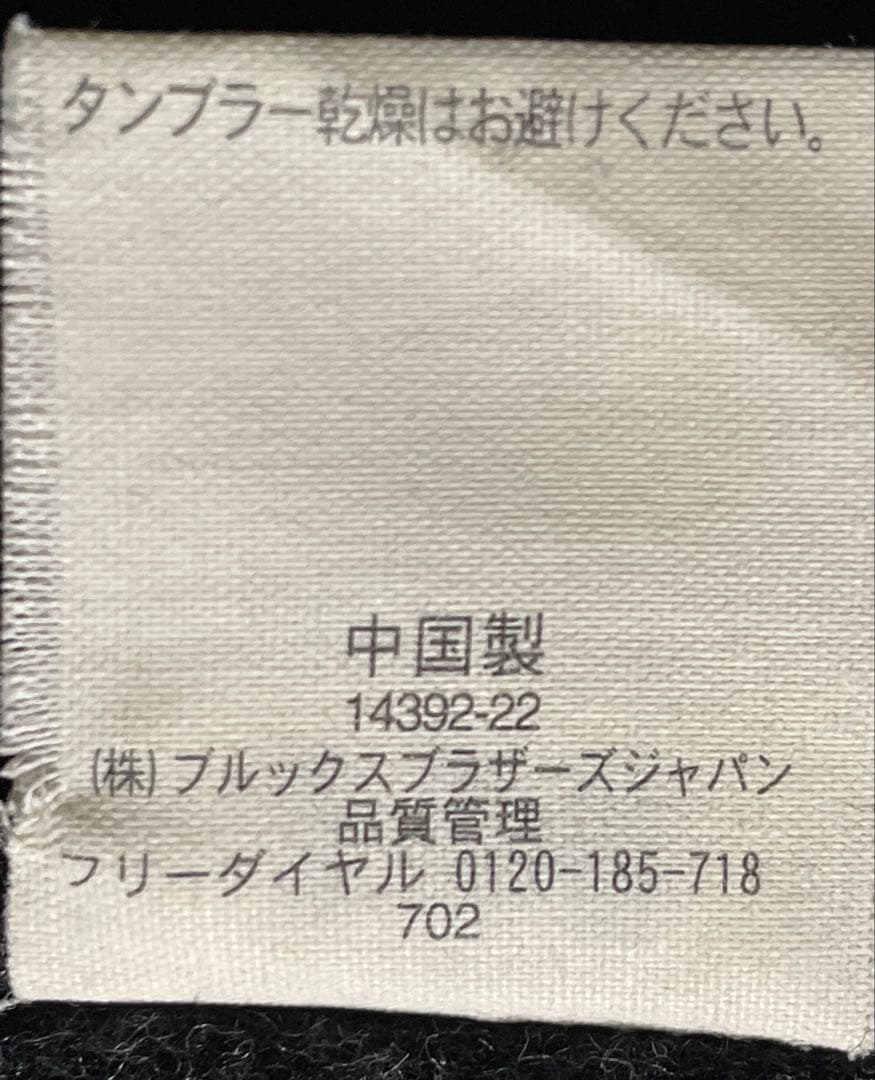 タンブラー乾燥はお避けください。
中国製
14392-22
(株)ブルックスブラザーズジャパン
品質管理
フリーダイヤル 0120-185-718
702